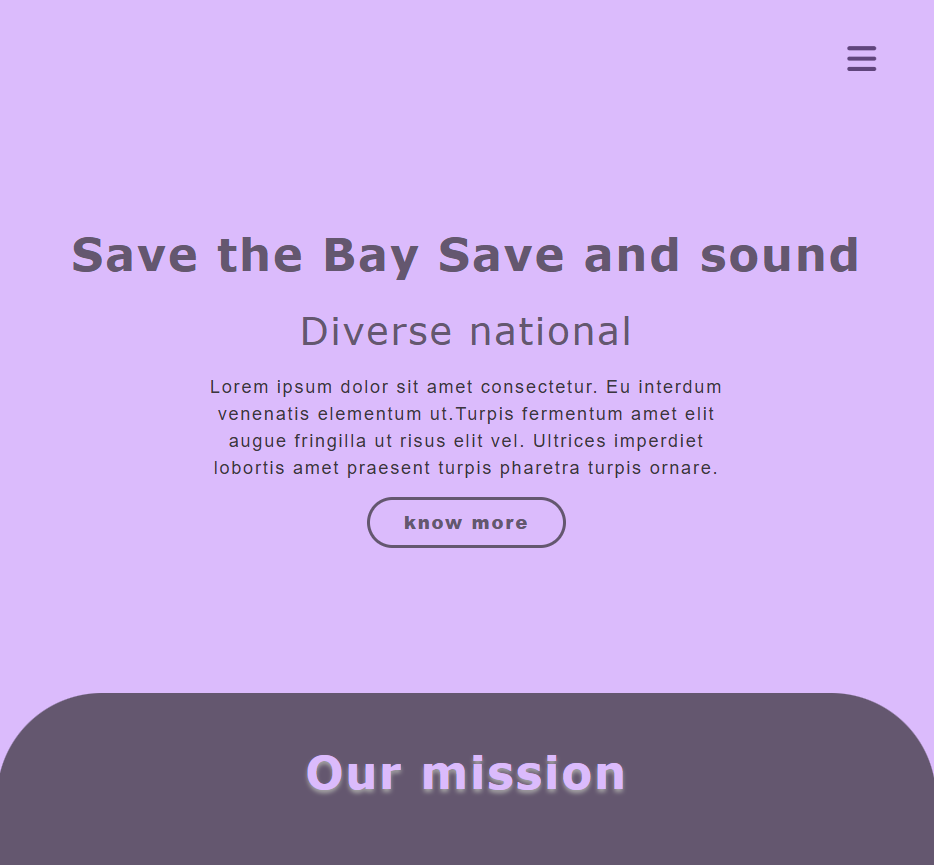 Save the Bay Save and sound
Diverse national
Lorem ipsum dolor sit amet consectetur. Eu interdum
venenatis elementum ut.Turpis fermentum amet elit
augue fringilla ut risus elit vel. Ultrices imperdiet
lobortis amet praesent turpis pharetra turpis ornare.
know more
Our mission